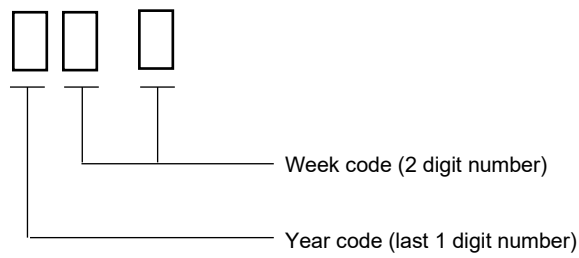 Week code (2 digit number)
Year code (last 1 digit number)